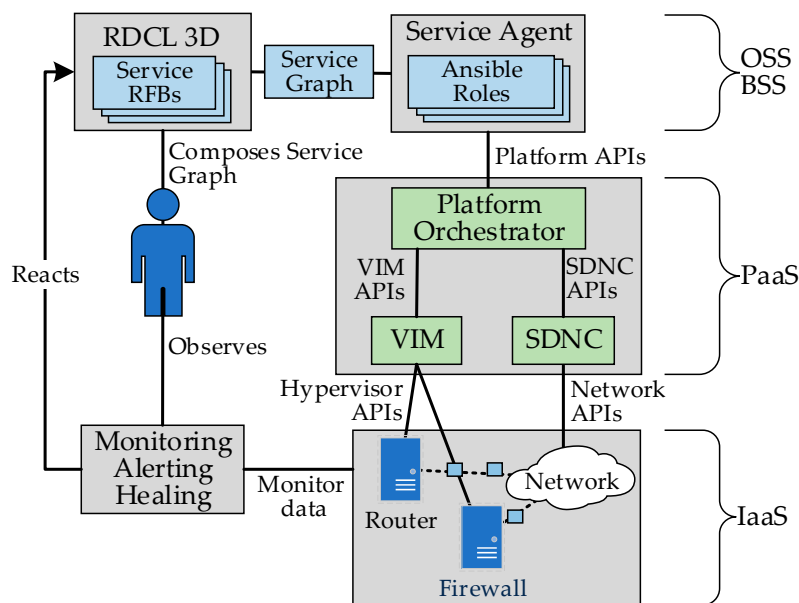 RDCL 3D
Service
RFBs
Service
Graph
Service Agent
Ansible
Roles
OSS
BSS
Composes Service
Graph
Platform APIs
Platform
Orchestrator
VIM
APIs
SDNC
APIs
PaaS
Reacts
VIM
SDNC
Observes
Hypervisor
APIs
Network
APIs
Monitoring
Alerting
Healing
Monitor
data
Router
Network
Firewall
IaaS